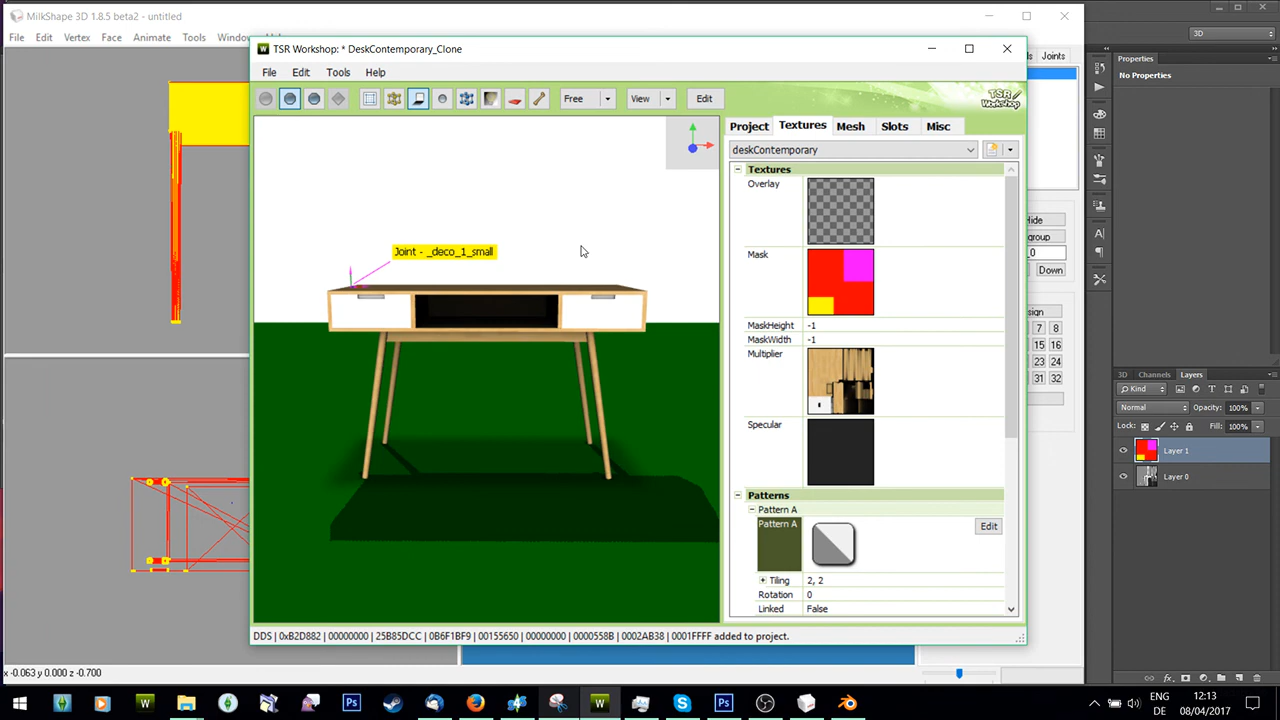 MilkShape 3D 1.8.5 beta2 - untitled
File Edit Vertex Face Animate Tools Window
TSR Workshop: * DeskContemporary_Clone
File Edit Tools Help
Free View Edit
TSR Workshop
Project Textures Mesh Slots Misc
deskContemporary
Textures
Overlay
Mask
MaskHeight -1
MaskWidth -1
Multiplier
Specular
Patterns
Pattern A
Pattern A
Edit
Tiling 2, 2
Rotation 0
Linked False
Joint - _deco_1_small
DDS | 0xB2D882 | 00000000 | 25B85DCC | 0B6F1BF9 | 00155650 | 00000000 | 0000558B | 0002AB38 | 0001FFFF added to project.
Joints
Hide
group
_0
Down
sign
7 8
15 16
23 24
31 32
x -0.063 y 0.000 z -0.700
3D
Properties
No Properties
3D Channels Layers
Kind
Normal Opacity: 100%
Lock: Fill: 100%
Layer 1
Layer 0
fx
ENG 12:13
DE 08/04/2017